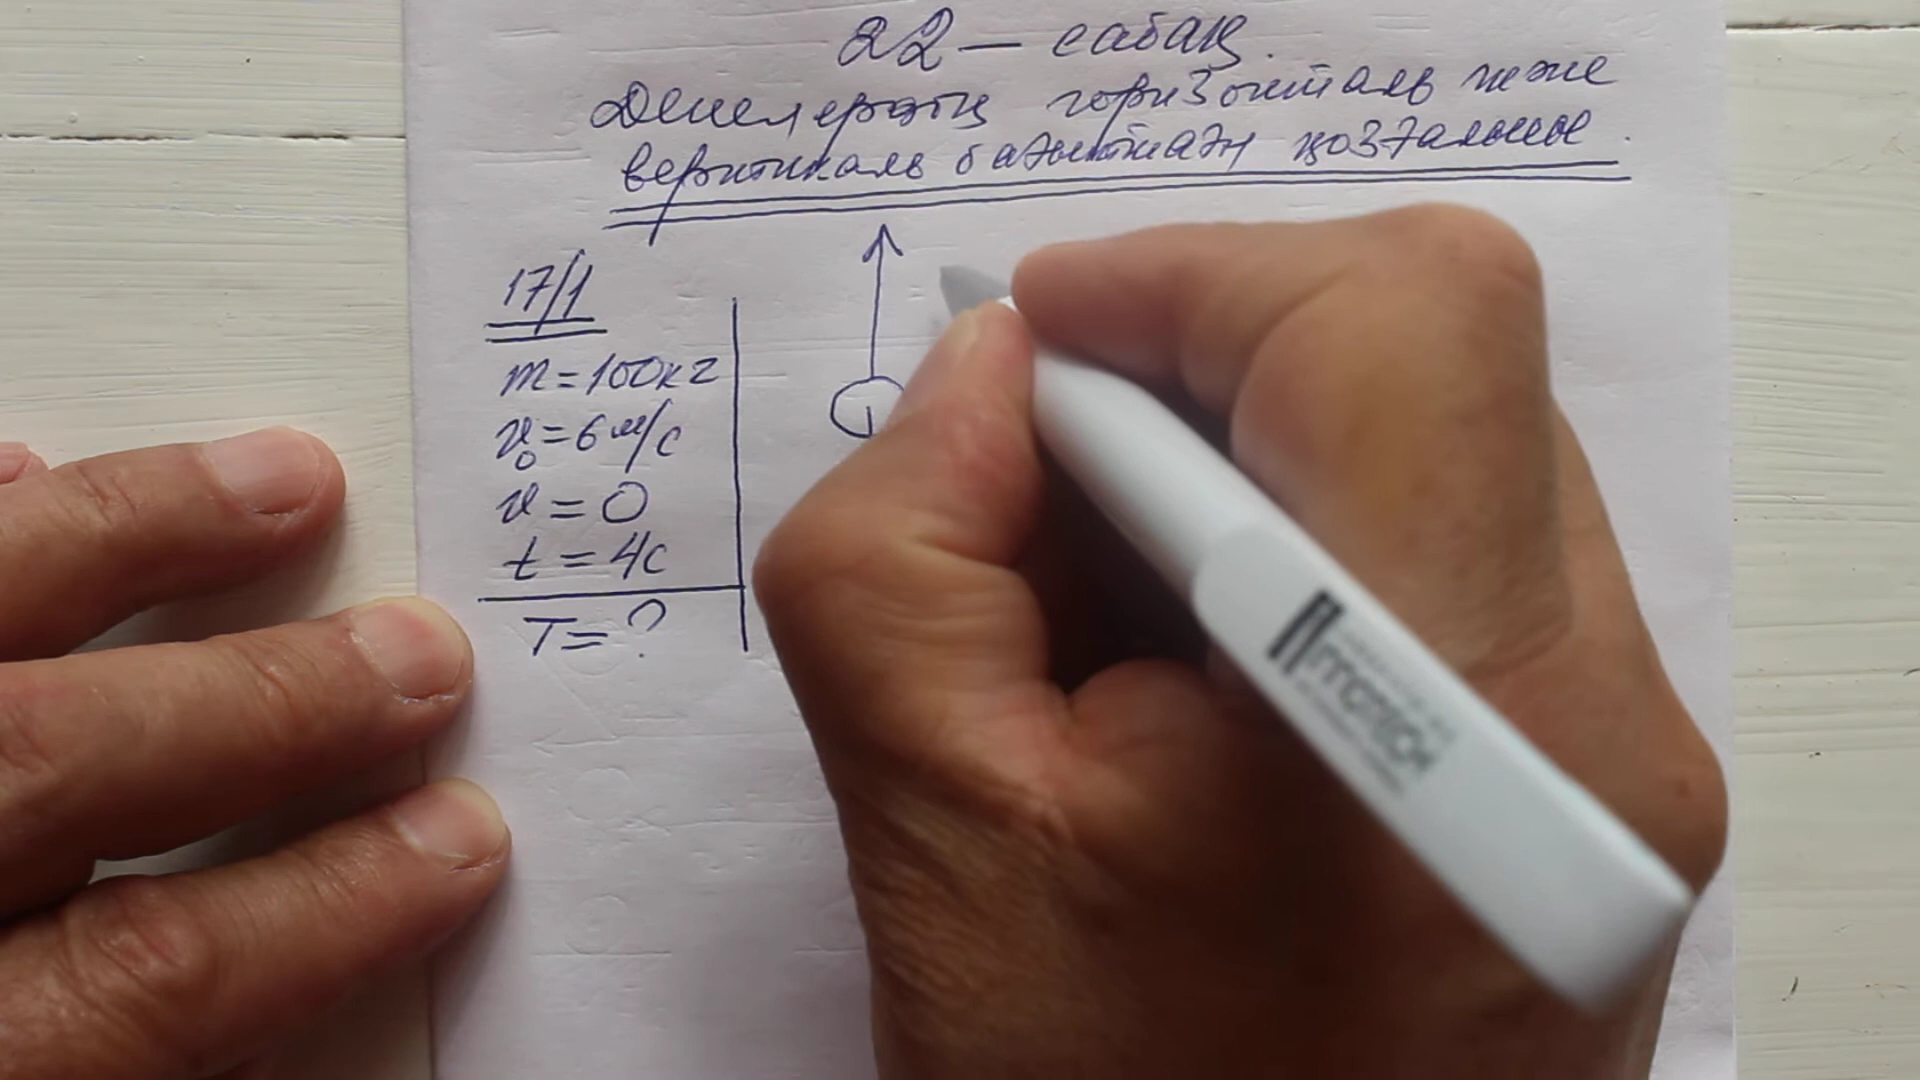 22 – сабақ.
Денелердің горизонталь және
вертикаль бағыттағы қозғалысы.
17/1
m = 100кг
v₀ = 6 м/с
v = 0
t = 4с
T = ?